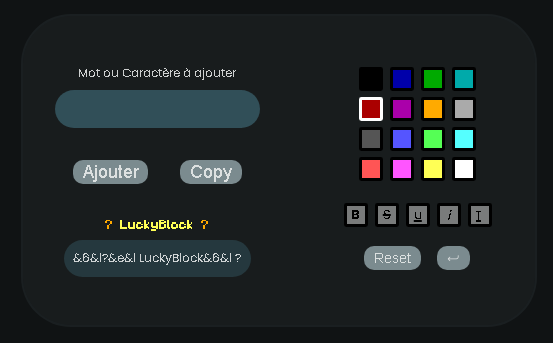 Mot ou Caractère à ajouter
Ajouter Copy
? LuckyBlock ?
&6&l?&e&l LuckyBlock&6&l ?
B S u i I
Reset